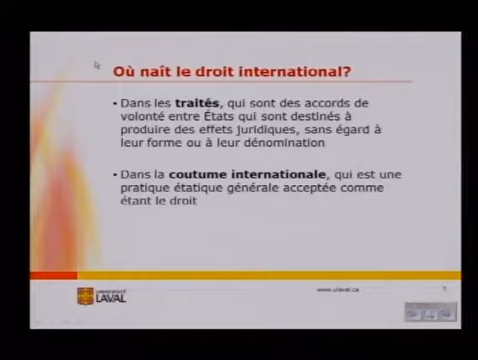 Où naît le droit international?
• Dans les traités, qui sont des accords de
volonté entre États qui sont destinés à
produire des effets juridiques, sans égard à
leur forme ou à leur dénomination
• Dans la coutume internationale, qui est une
pratique étatique générale acceptée comme
étant le droit
UNIVERSITÉ
LAVAL
www.ulaval.ca